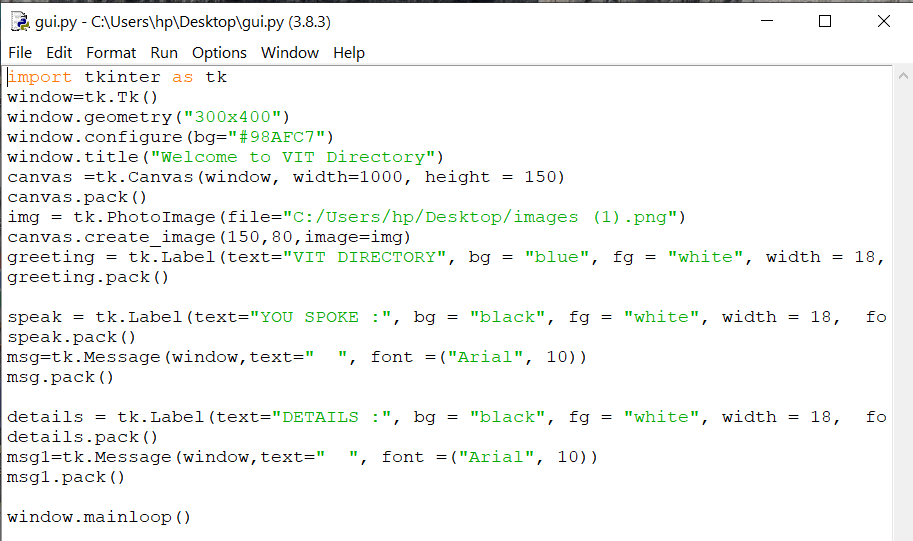 gui.py - C:\Users\hp\Desktop\gui.py (3.8.3)
File Edit Format Run Options Window Help
import tkinter as tk
window=tk.Tk()
window.geometry("300x400")
window.configure(bg="#98AFC7")
window.title("Welcome to VIT Directory")
canvas =tk.Canvas(window, width=1000, height = 150)
canvas.pack()
img = tk.PhotoImage(file="C:/Users/hp/Desktop/images (1).png")
canvas.create_image(150,80,image=img)
greeting = tk.Label(text="VIT DIRECTORY", bg = "blue", fg = "white", width = 18,
greeting.pack()

speak = tk.Label(text="YOU SPOKE :", bg = "black", fg = "white", width = 18,  fo
speak.pack()
msg=tk.Message(window,text="  ", font =("Arial", 10))
msg.pack()

details = tk.Label(text="DETAILS :", bg = "black", fg = "white", width = 18,  fo
details.pack()
msg1=tk.Message(window,text="  ", font =("Arial", 10))
msg1.pack()

window.mainloop()